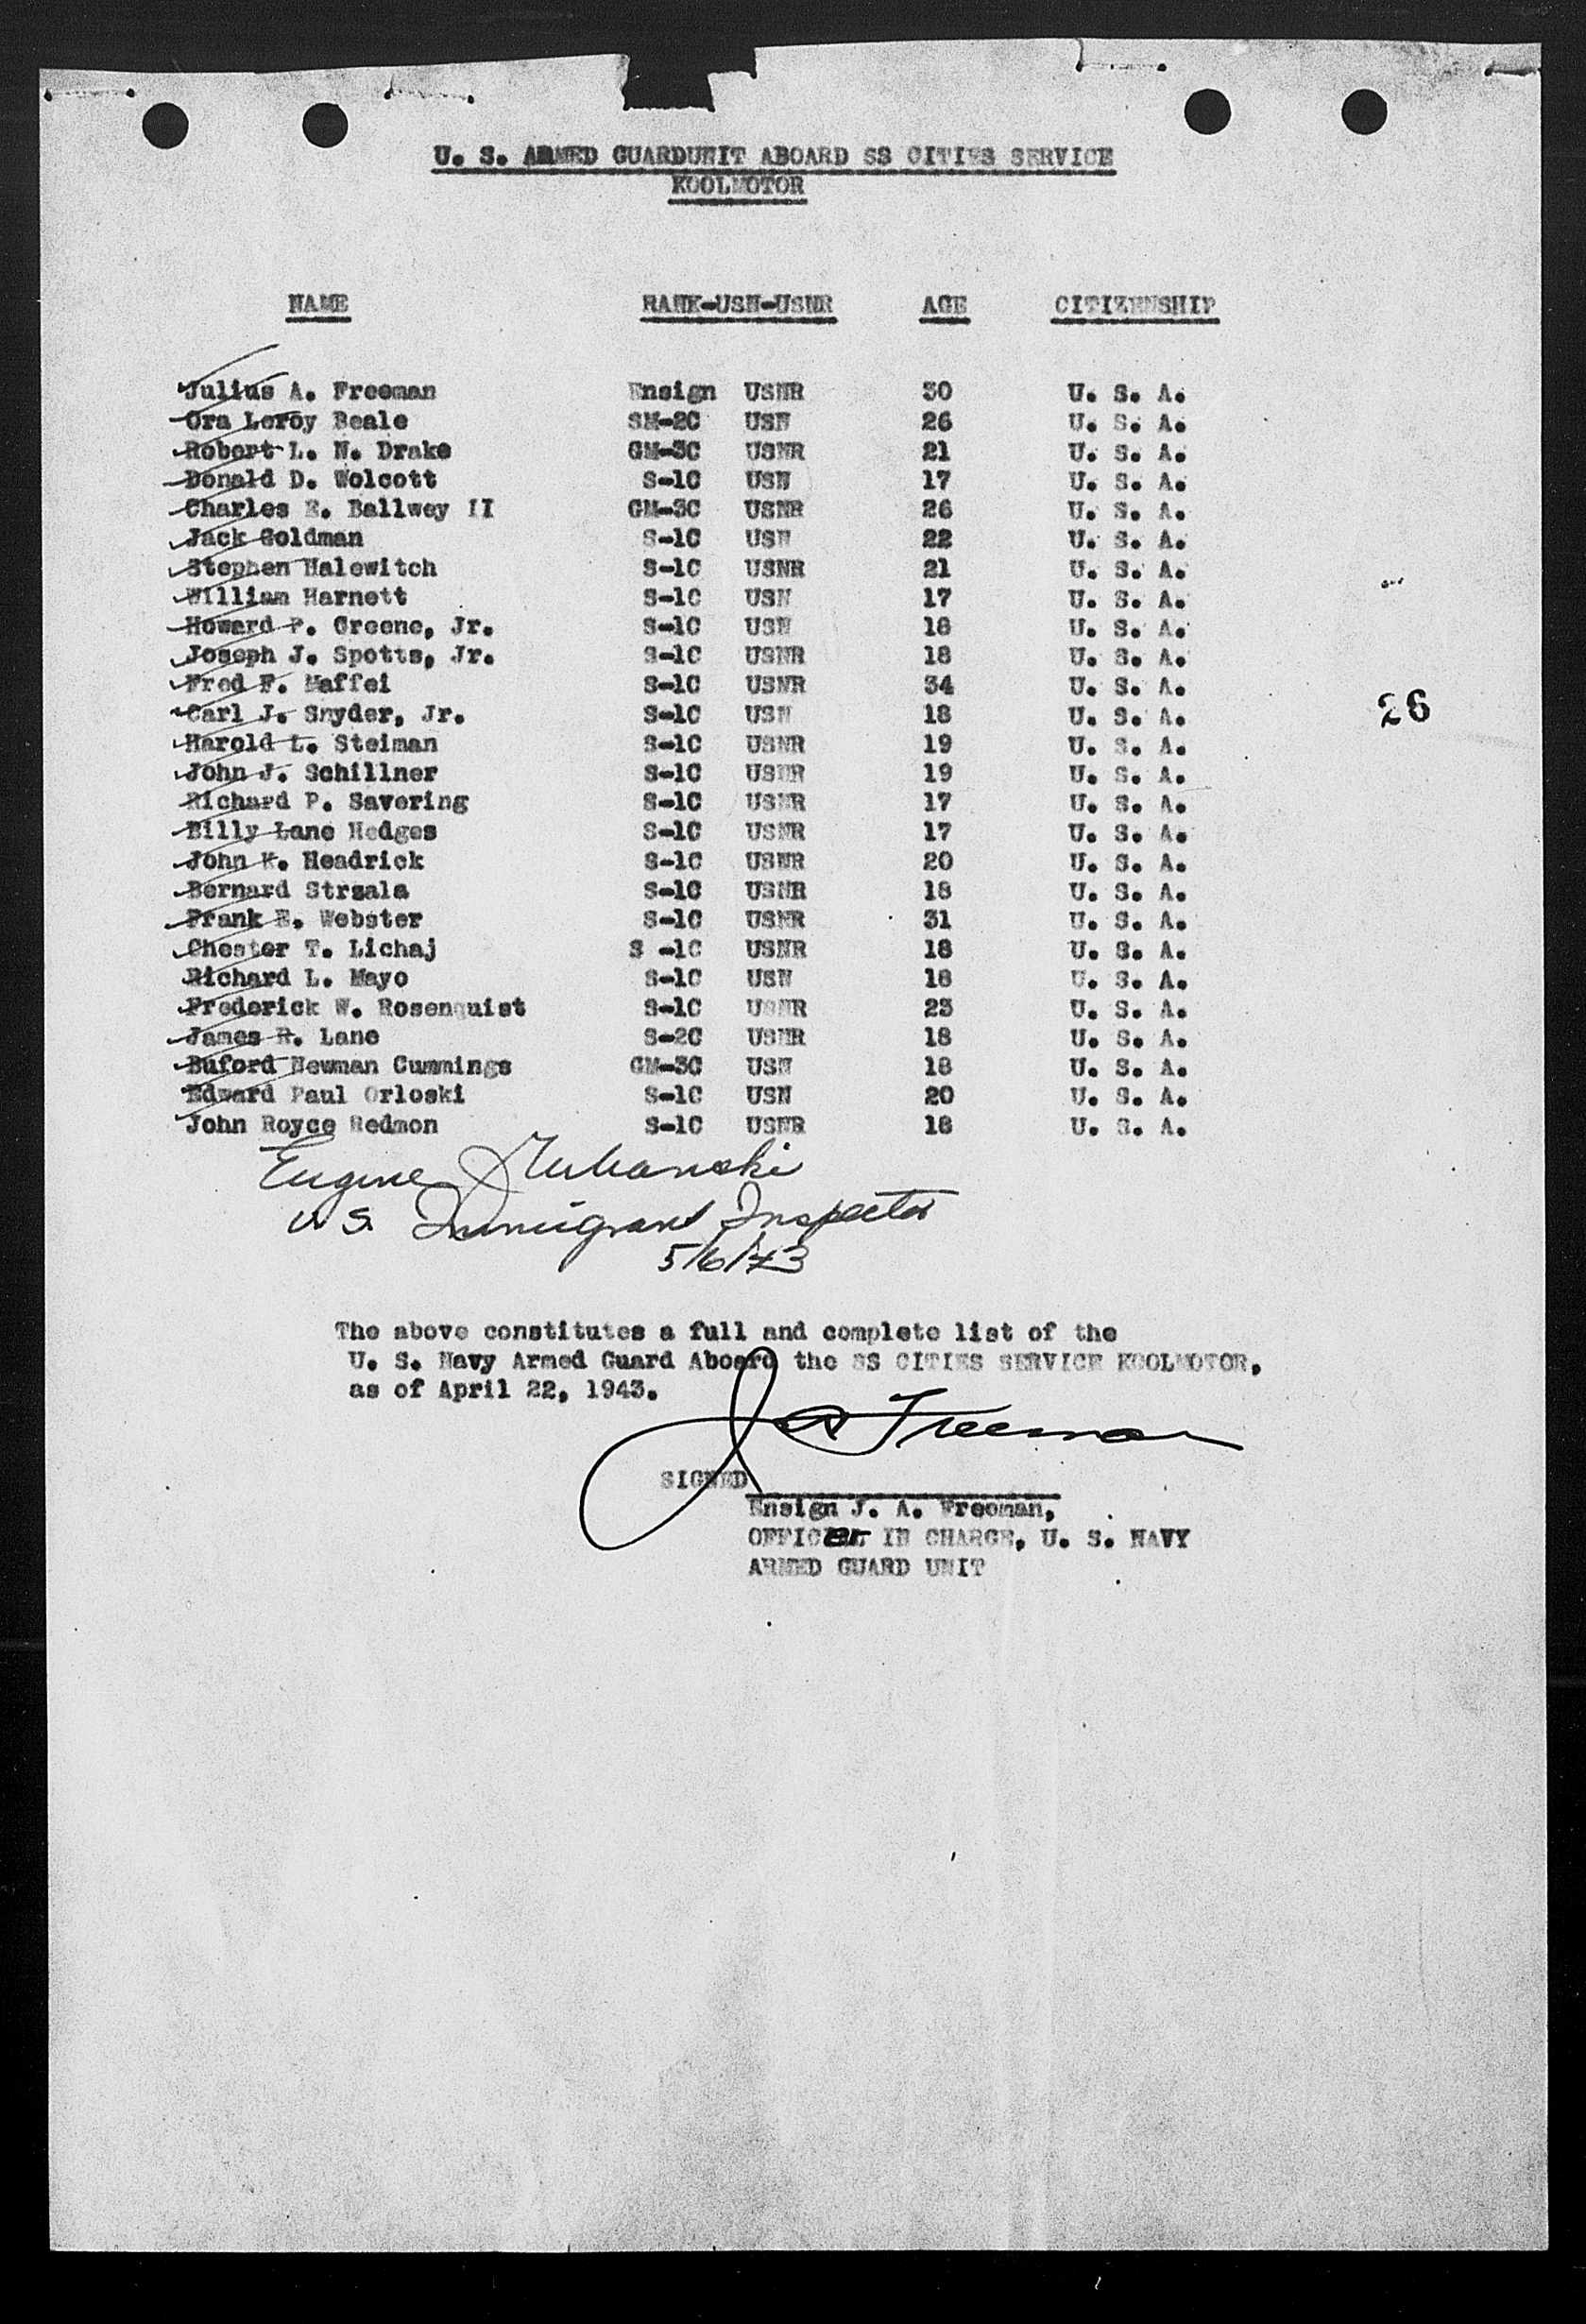 U. S. ARMED GUARDUNIT ABOARD SS CITIES SERVICE
KOOLMOTOR
NAME RANK-USN-USNR AGE CITIZENSHIP
Julius A. Freeman Ensign USNR 30 U. S. A.
Ora Leroy Beale SM-2C USN 26 U. S. A.
Robert L. N. Drake GM-3C USNR 21 U. S. A.
Donald D. Wolcott S-1C USN 17 U. S. A.
Charles E. Ballwey II GM-3C USNR 26 U. S. A.
Jack Goldman S-1C USN 22 U. S. A.
Stephen Halewitch S-1C USNR 21 U. S. A.
William Harnett S-1C USN 17 U. S. A.
Howard P. Greene, Jr. S-1C USN 18 U. S. A.
Joseph J. Spotts, Jr. S-1C USNR 18 U. S. A.
Fred F. Maffei S-1C USNR 34 U. S. A.
Carl J. Snyder, Jr. S-1C USN 18 U. S. A.
26
Harold L. Steiman S-1C USNR 19 U. S. A.
John J. Schillner S-1C USNR 19 U. S. A.
Richard P. Savering S-1C USNR 17 U. S. A.
Billy Lane Hedges S-1C USNR 17 U. S. A.
John Headrick S-1C USNR 20 U. S. A.
Bernard Strzala S-1C USNR 18 U. S. A.
Frank E. Webster S-1C USNR 31 U. S. A.
Chester T. Lichaj S -1C USNR 18 U. S. A.
Richard L. Mayo S-1C USN 18 U. S. A.
Frederick W. Rosenquist S-1C USNR 23 U. S. A.
James R. Lane S-2C USNR 18 U. S. A.
Buford Newman Cummings GM-3C USN 18 U. S. A.
Edward Paul Orloski S-1C USN 20 U. S. A.
John Royce Redmon S-1C USNR 18 U. S. A.
Eugene
U S. Immigrant Inspector
5/6/43
The above constitutes a full and complete list of the
U. S. Navy Armed Guard Aboard the SS CITIES SERVICE KOOLMOTOR,
as of April 22, 1943.
J A Freeman
SIGNED
Ensign J. A. Freeman,
OFFICer IN CHARGE, U. S. NAVY
ARMED GUARD UNIT